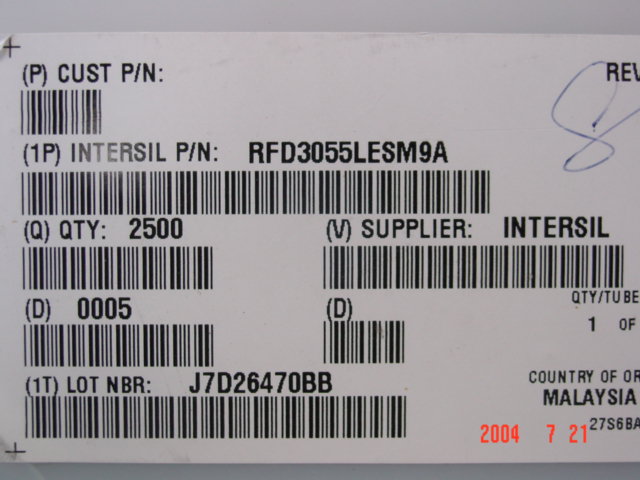 (P) CUST P/N:
REV
8
(1P) INTERSIL P/N: RFD3055LESM9A
(Q) QTY: 2500
(V) SUPPLIER: INTERSIL
(D) 0005
(D)
QTY/TUBE
1 OF
(1T) LOT NBR: J7D26470BB
COUNTRY OF OR
MALAYSIA
27S6BA
2004 7 21